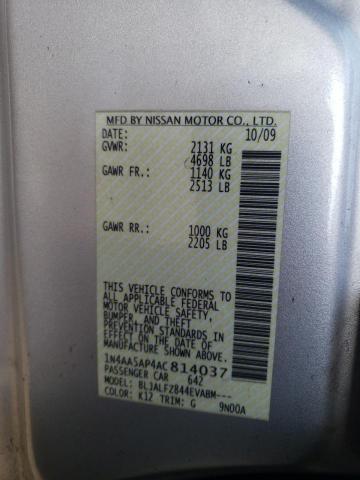 MFD BY NISSAN MOTOR CO., LTD.
DATE: 10/09
GVWR: 2131 KG
4698 LB
GAWR FR.: 1140 KG
2513 LB
GAWR RR.: 1000 KG
2205 LB
THIS VEHICLE CONFORMS TO
ALL APPLICABLE FEDERAL
MOTOR VEHICLE SAFETY,
BUMPER, AND THEFT
PREVENTION STANDARDS IN
EFFECT ON THE DATE OF
MANUFACTURE SHOWN ABOVE.
1N4AA5AP4AC814037
PASSENGER CAR 642
MODEL: BLJALFZ844EVABM---
COLOR: K12 TRIM: G 9N00A